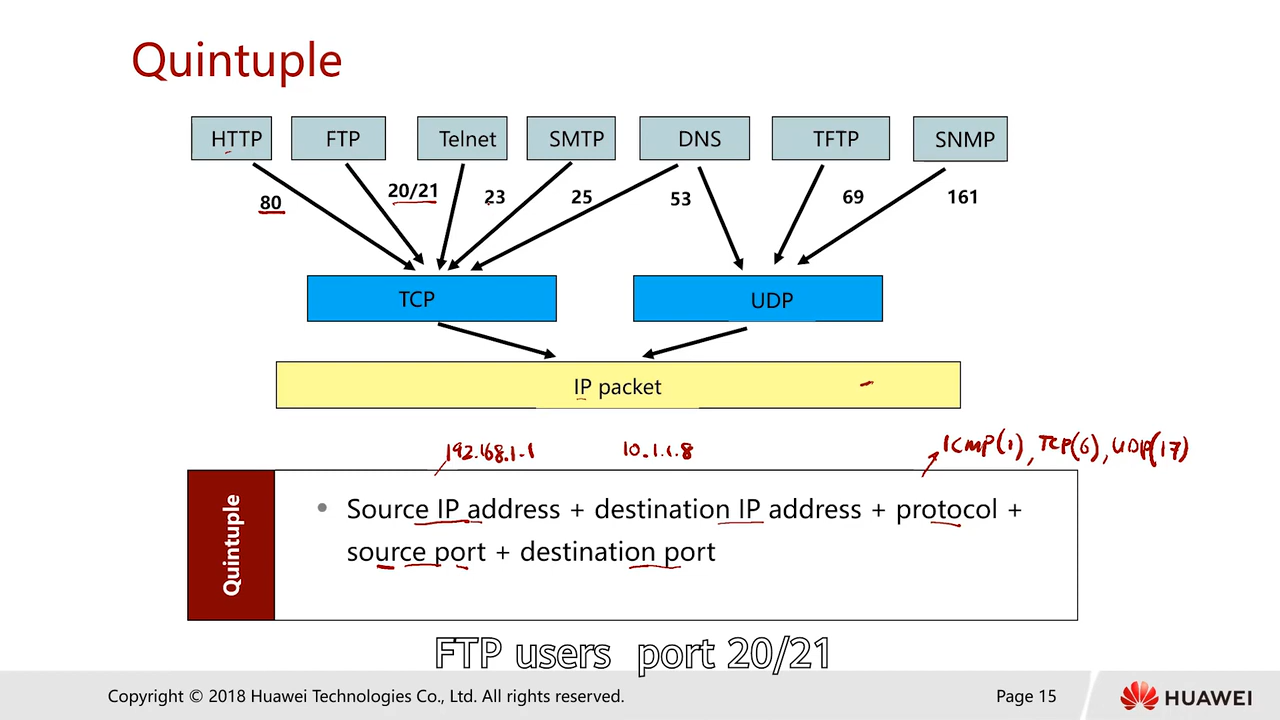 Quintuple
HTTP FTP Telnet SMTP DNS TFTP SNMP
80 20/21 23 25 53 69 161
TCP UDP
IP packet
192.168.1.1 10.1.1.8 ICMP(1), TCP(6), UDP(17)
Quintuple
• Source IP address + destination IP address + protocol +
source port + destination port
FTP users port 20/21
Copyright © 2018 Huawei Technologies Co., Ltd. All rights reserved. Page 15 HUAWEI